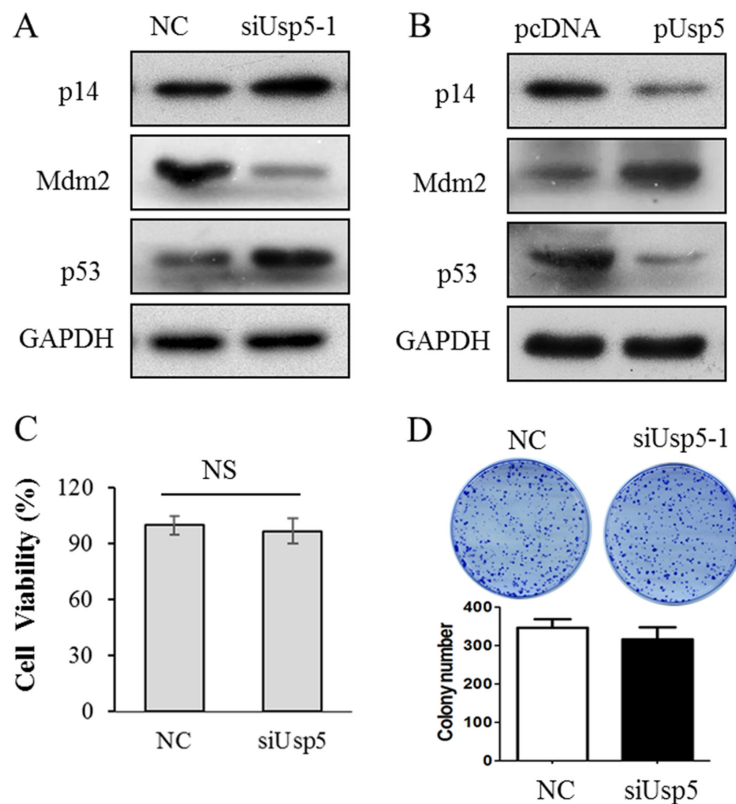 A
NC siUsp5-1
p14
Mdm2
p53
GAPDH
B
pcDNA pUsp5
p14
Mdm2
p53
GAPDH
C
NS
Cell Viability (%)
120
90
60
30
0
NC siUsp5
D
NC siUsp5-1
Colony number
400
300
200
100
0
NC siUsp5